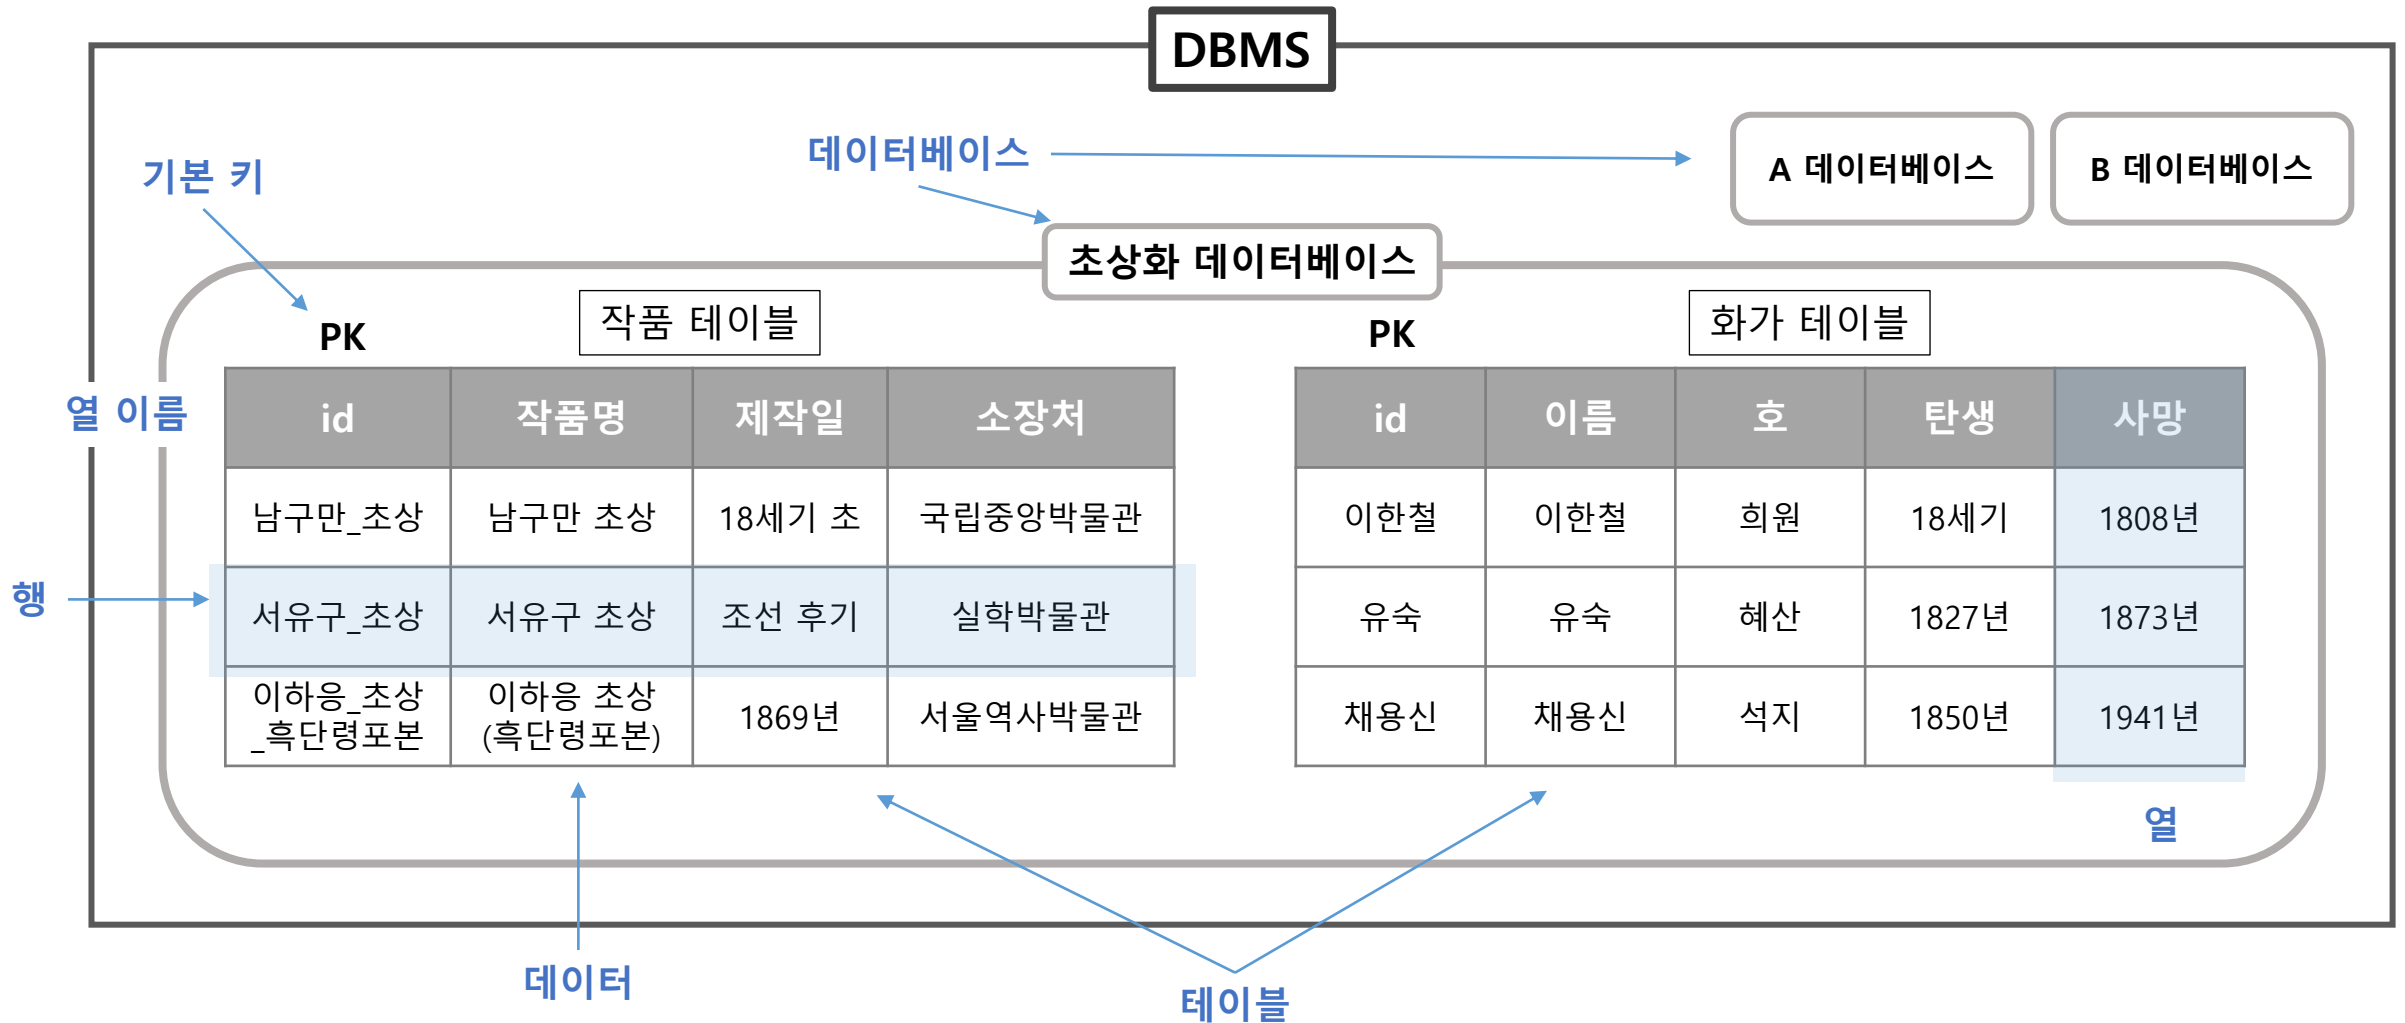 DBMS
데이터베이스
A 데이터베이스
B 데이터베이스
기본 키
초상화 데이터베이스
PK
작품 테이블
PK
화가 테이블
열 이름
id 작품명 제작일 소장처
남구만_초상 남구만 초상 18세기 초 국립중앙박물관
행
서유구_초상 서유구 초상 조선 후기 실학박물관
이하응_초상 이하응 초상 1869년 서울역사박물관
_흑단령포본 (흑단령포본)
id 이름 호 탄생 사망
이한철 이한철 희원 18세기 1808년
유숙 유숙 혜산 1827년 1873년
채용신 채용신 석지 1850년 1941년
열
데이터
테이블